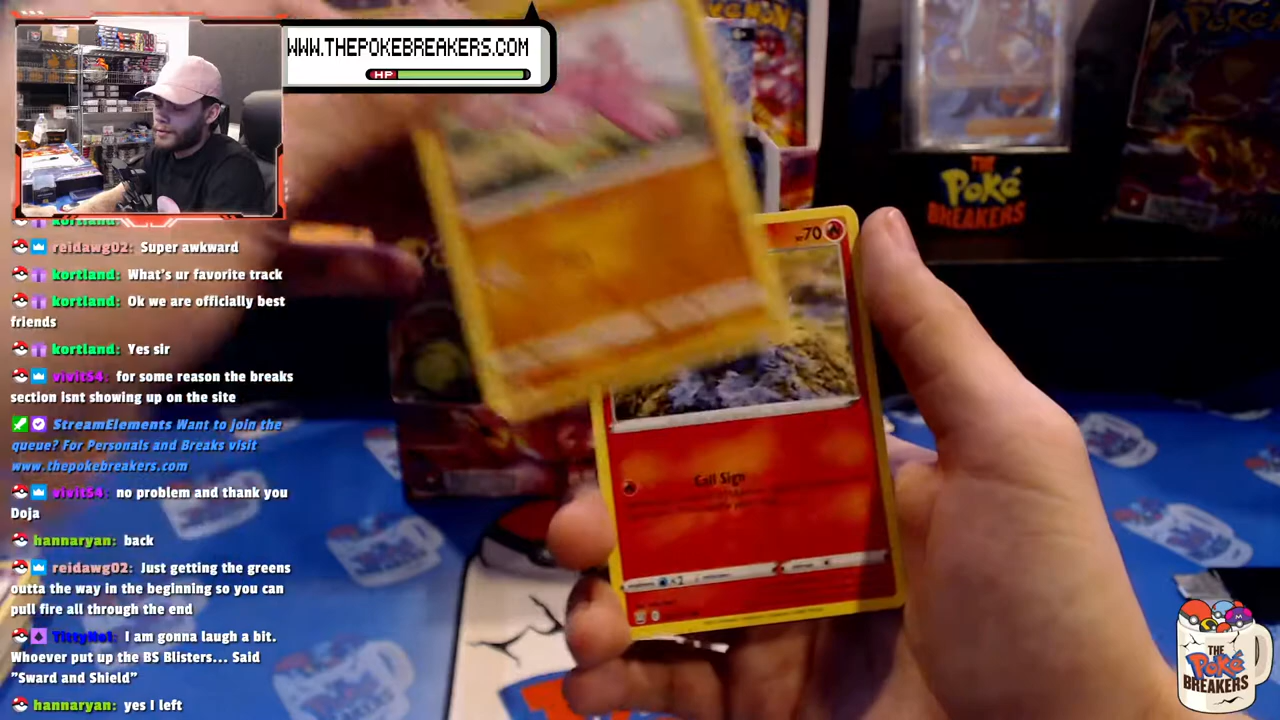 WWW.THEPOKEBREAKERS.COM
HP
POKÉMON
THE
Poké
BREAKERS
70
kortland:
reidawg02: Super awkward
kortland: What's ur favorite track
kortland: Ok we are officially best
friends
kortland: Yes sir
vivit54: for some reason the breaks
section isnt showing up on the site
StreamElements Want to join the
queue? For Personals and Breaks visit
www.thepokebreakers.com
vivit54: no problem and thank you
Doja
hannaryan: back
reidawg02: Just getting the greens
outta the way in the beginning so you can
pull fire all through the end
I am gonna laugh a bit.
Whoever put up the BS Blisters... Said
"Sward and Shield"
hannaryan: yes I left
Call Sign
×2
THE
Poké
BREAKERS